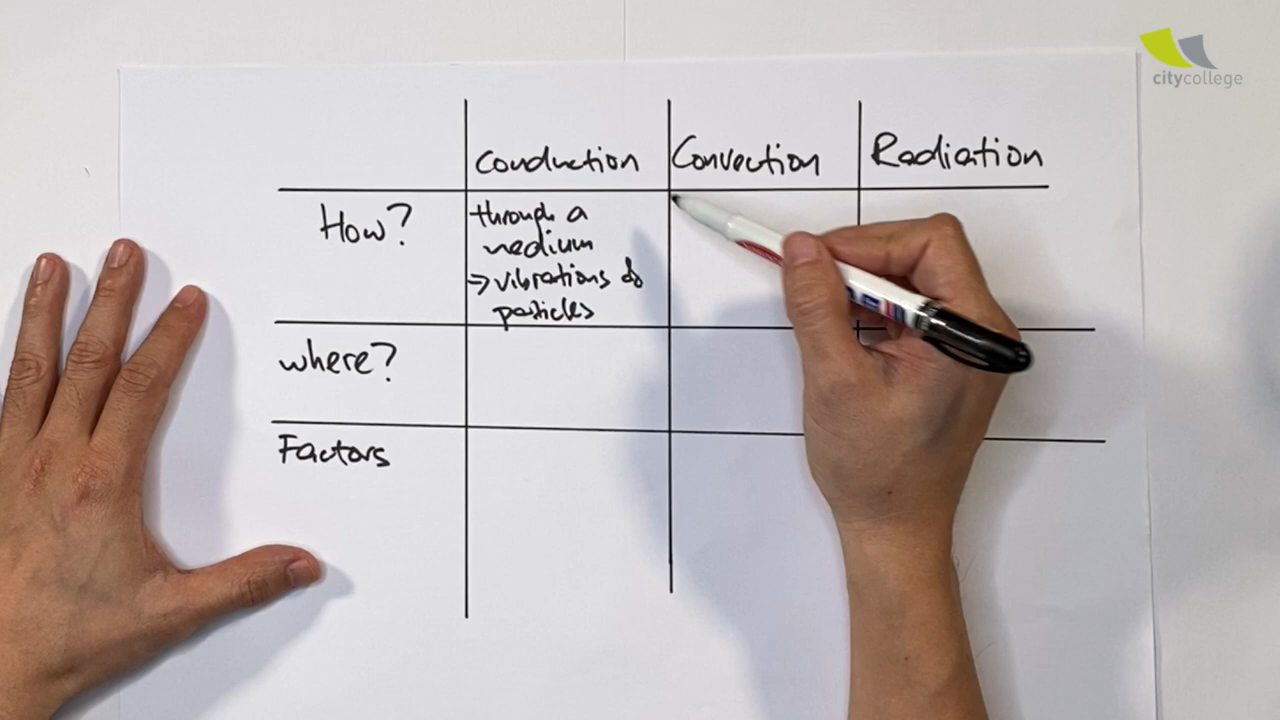 citycollege
Conduction Convection Radiation
How?
through a
medium
→ vibrations of
particles
where?
Factors